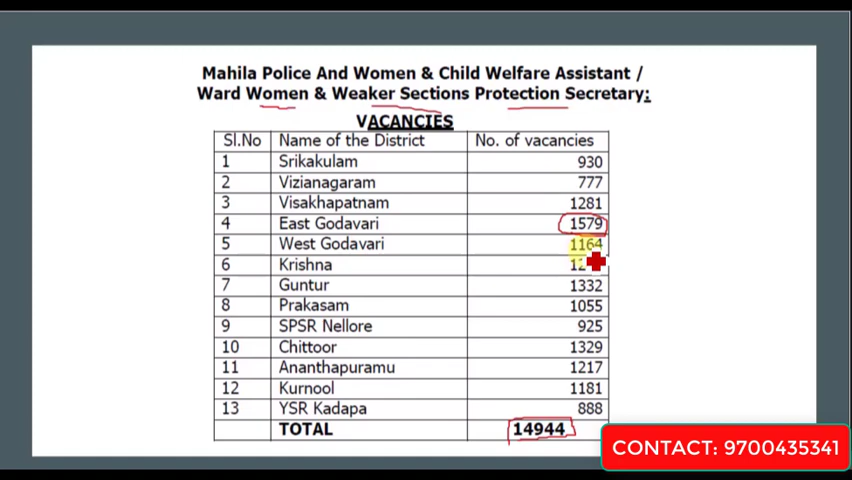 Mahila Police And Women & Child Welfare Assistant /
Ward Women & Weaker Sections Protection Secretary:
VACANCIES
Sl.No Name of the District No. of vacancies
1 Srikakulam 930
2 Vizianagaram 777
3 Visakhapatnam 1281
4 East Godavari 1579
5 West Godavari 1164
6 Krishna
7 Guntur 1332
8 Prakasam 1055
9 SPSR Nellore 925
10 Chittoor 1329
11 Ananthapuramu 1217
12 Kurnool 1181
13 YSR Kadapa 888
TOTAL 14944
CONTACT: 9700435341